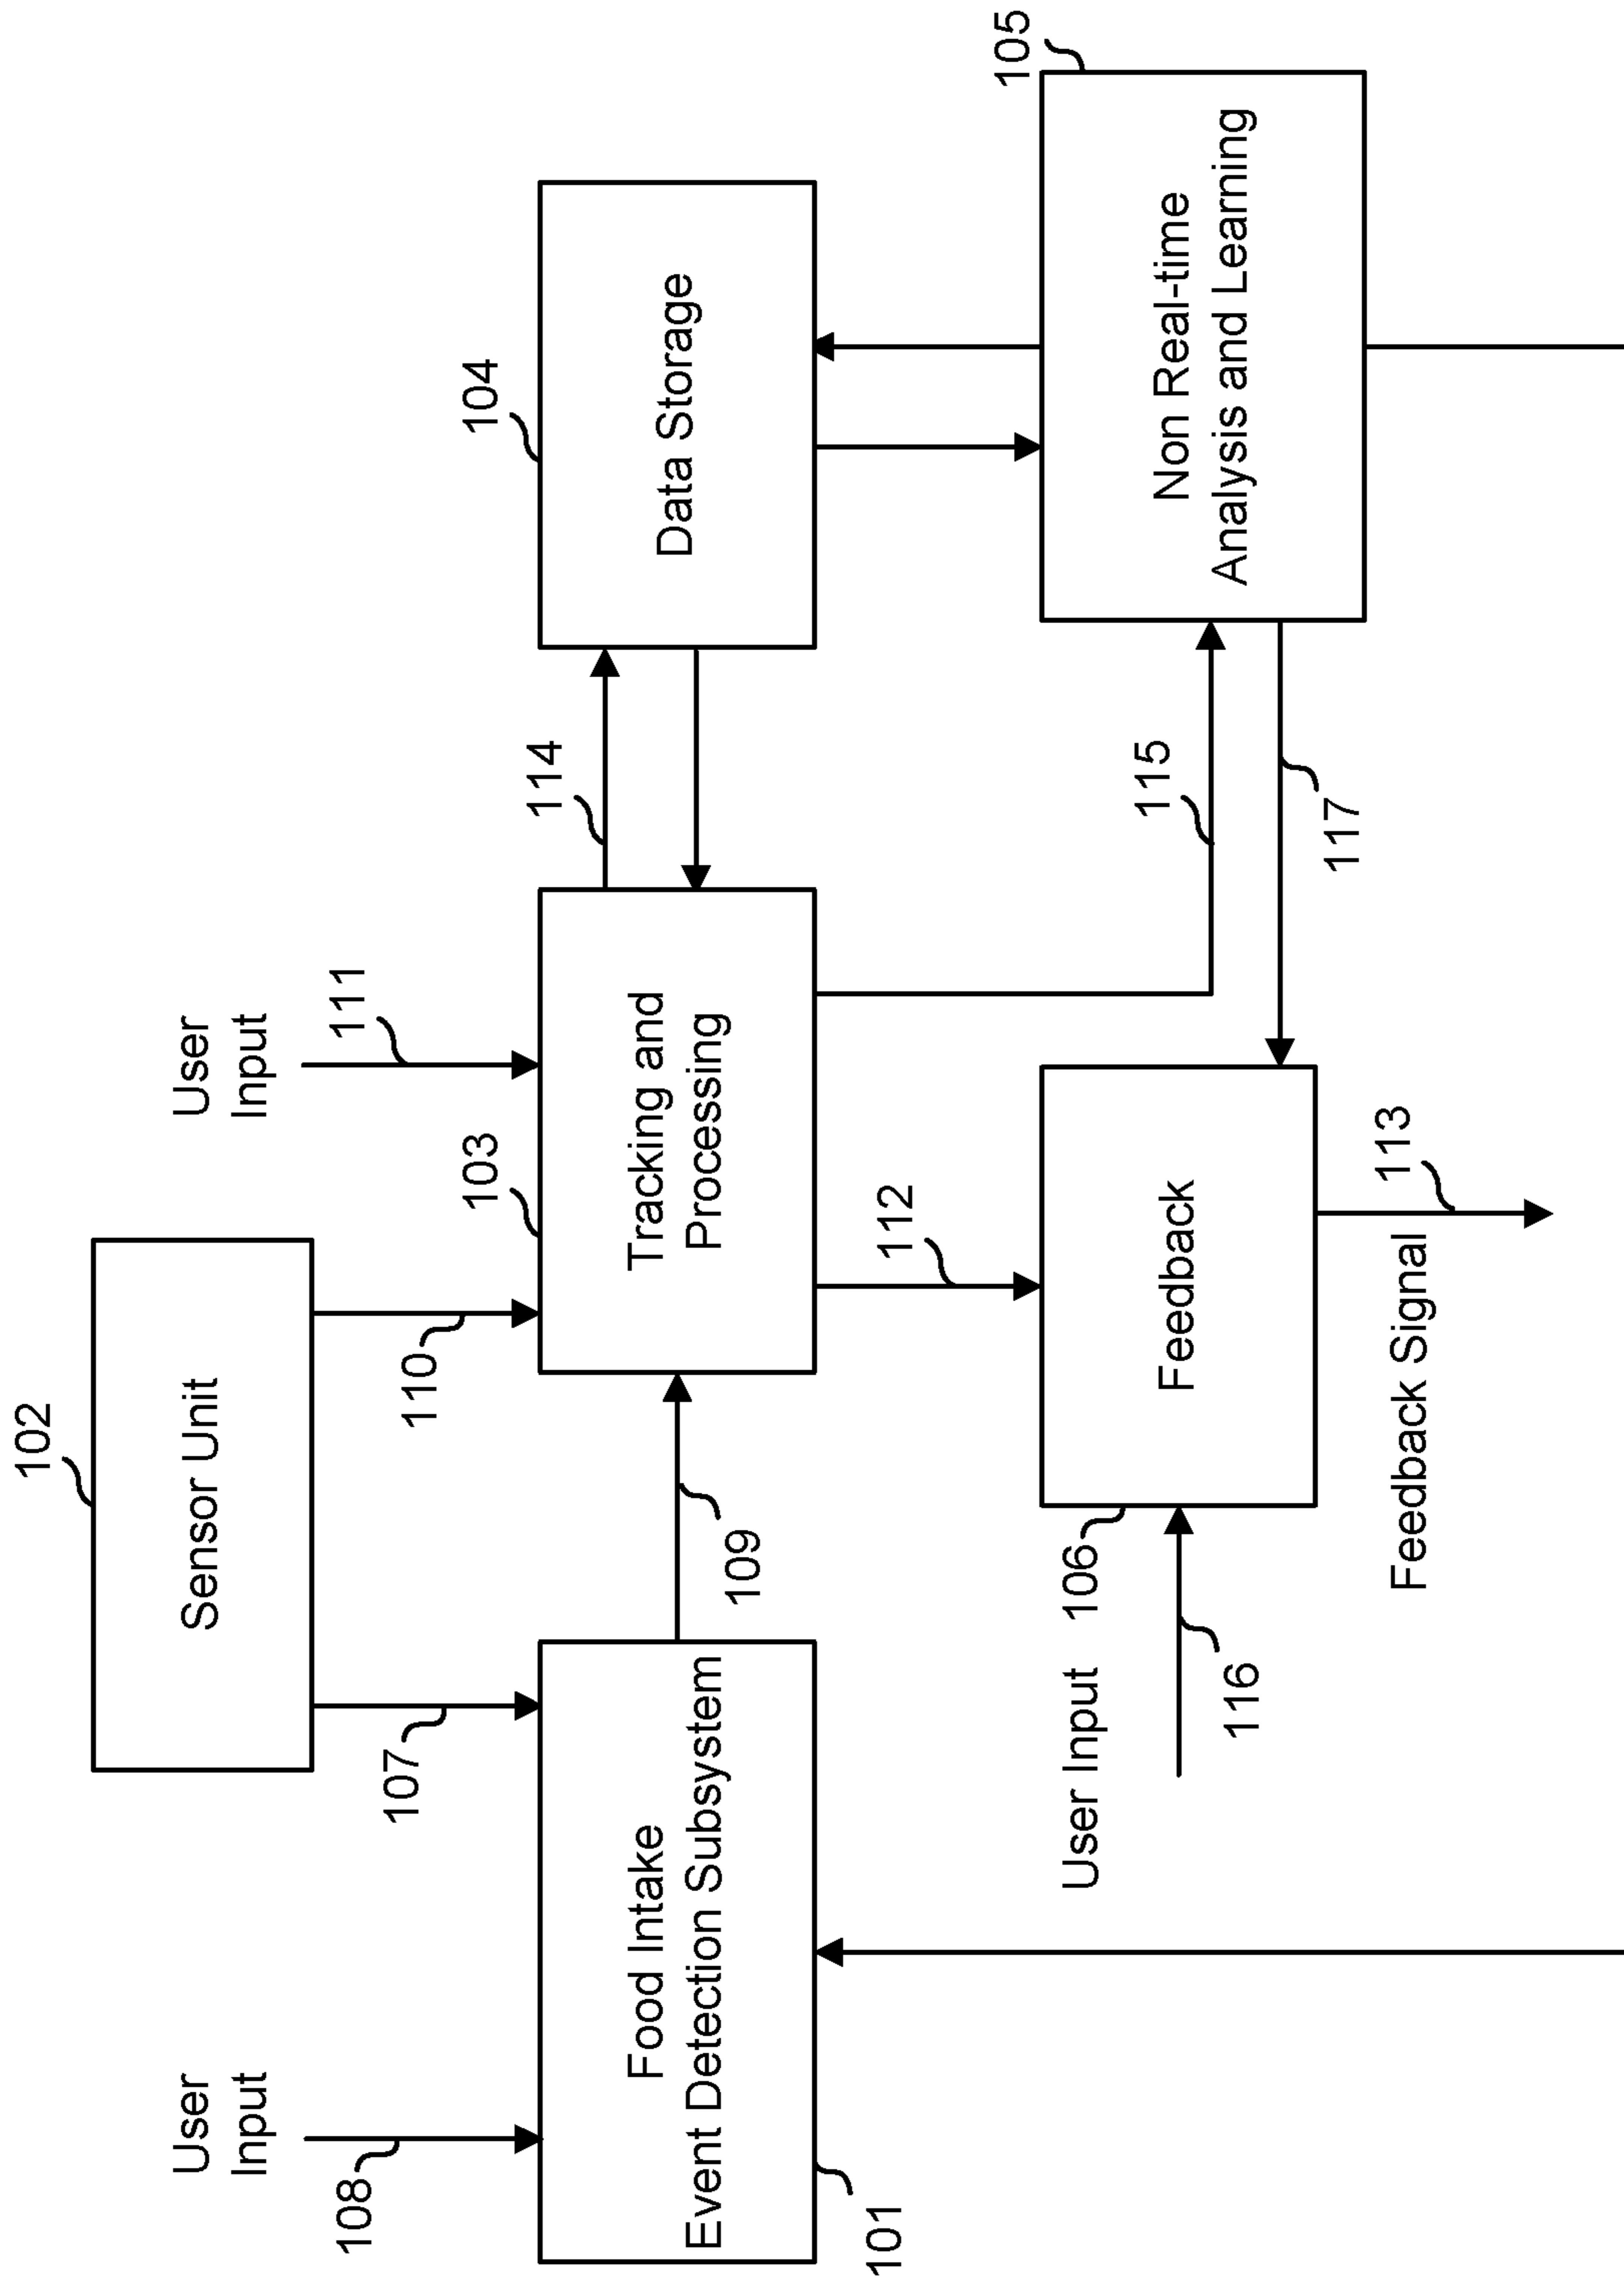 102
Sensor Unit
User
Input
108
107
110
User
Input
111
103
104
Food Intake
Event Detection Subsystem
101
109
Tracking and
Processing
114
Data Storage
112
115
105
User Input
106
116
Feedback
117
Non Real-time
Analysis and Learning
Feedback Signal
113